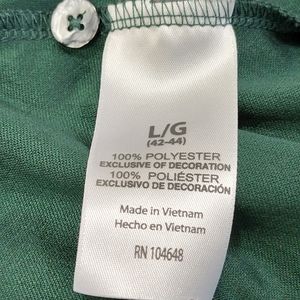 L/G
(42-44)
100% POLYESTER
EXCLUSIVE OF DECORATION
100% POLIÉSTER
EXCLUSIVO DE DECORACIÓN
Made in Vietnam
Hecho en Vietnam
RN 104648